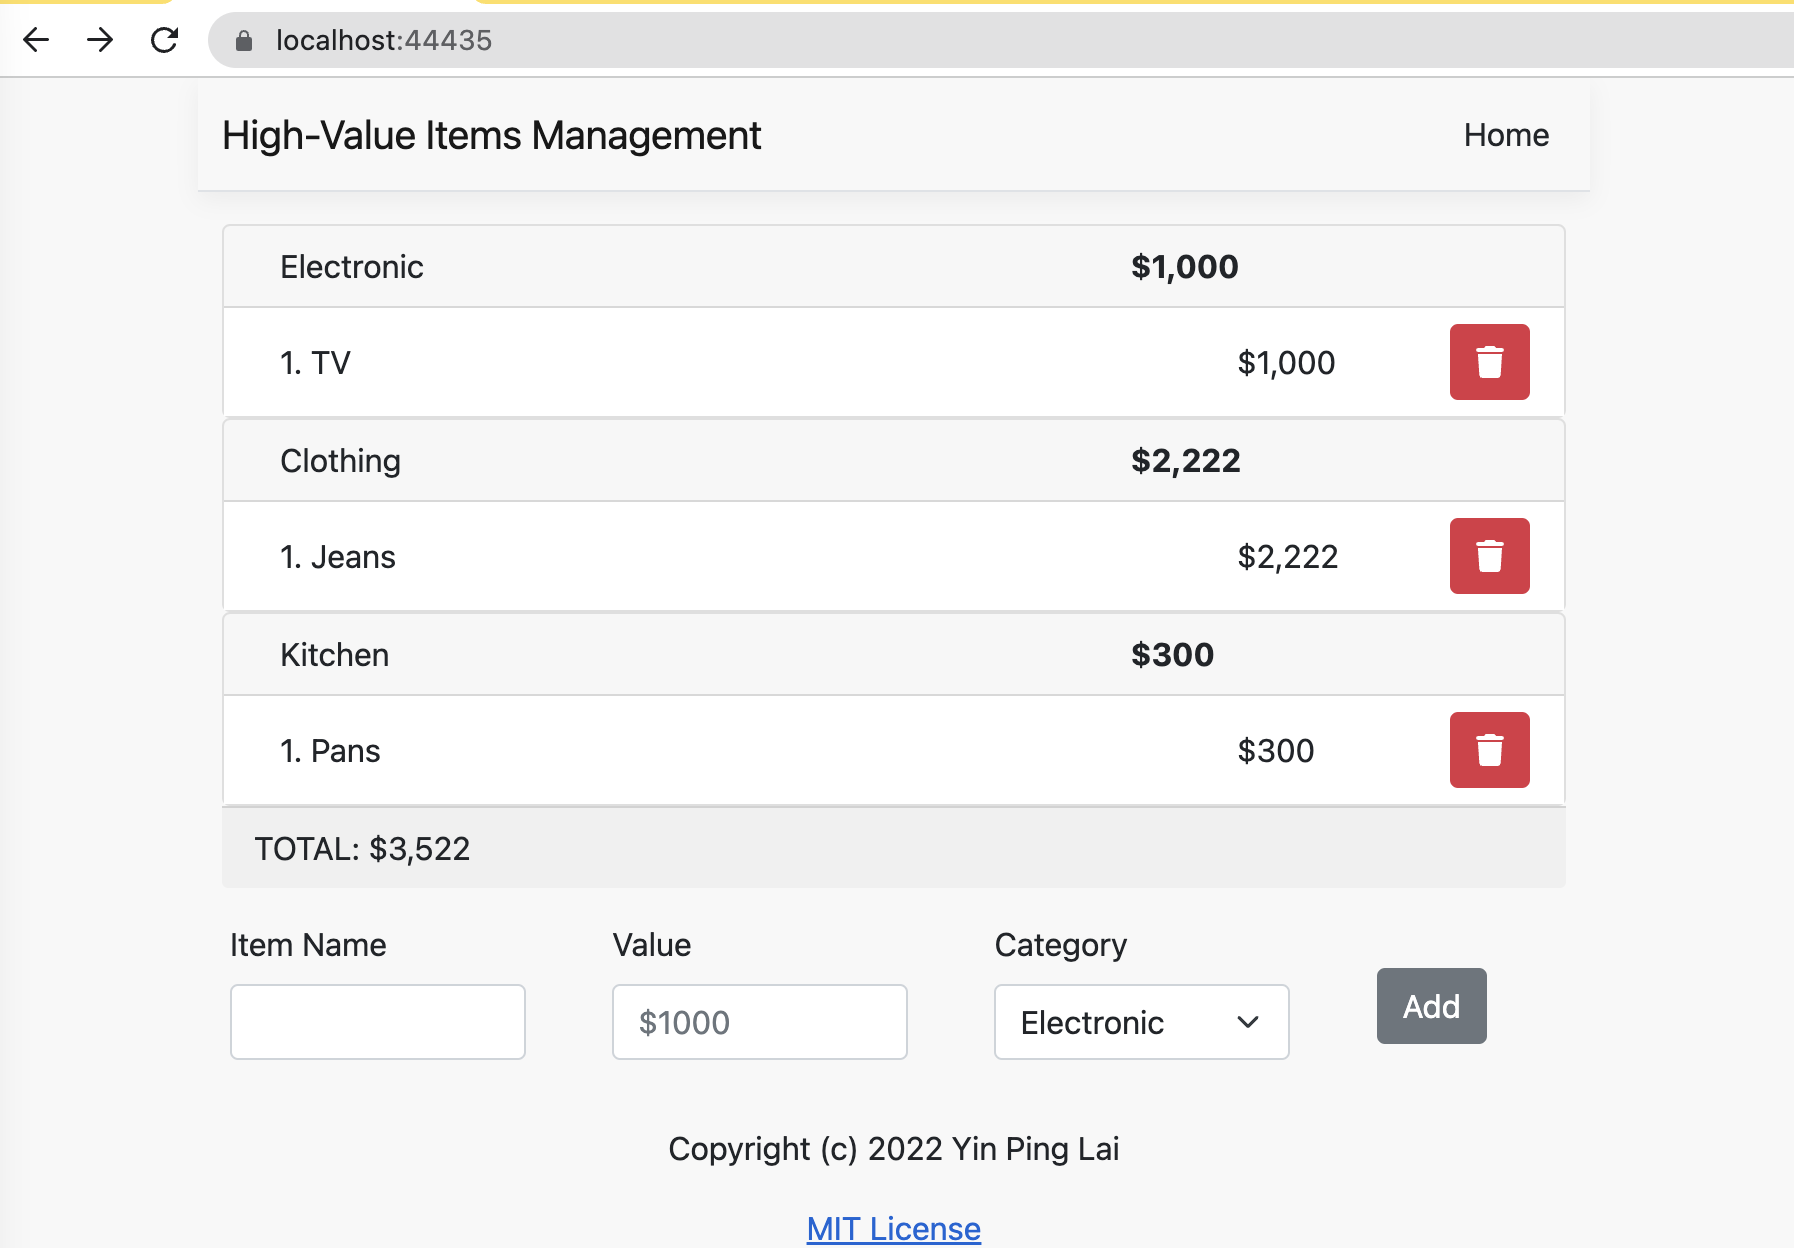 localhost:44435
High-Value Items Management Home
Electronic $1,000
1. TV $1,000
Clothing $2,222
1. Jeans $2,222
Kitchen $300
1. Pans $300
TOTAL: $3,522
Item Name Value Category
$1000 Electronic Add
Copyright (c) 2022 Yin Ping Lai
MIT License